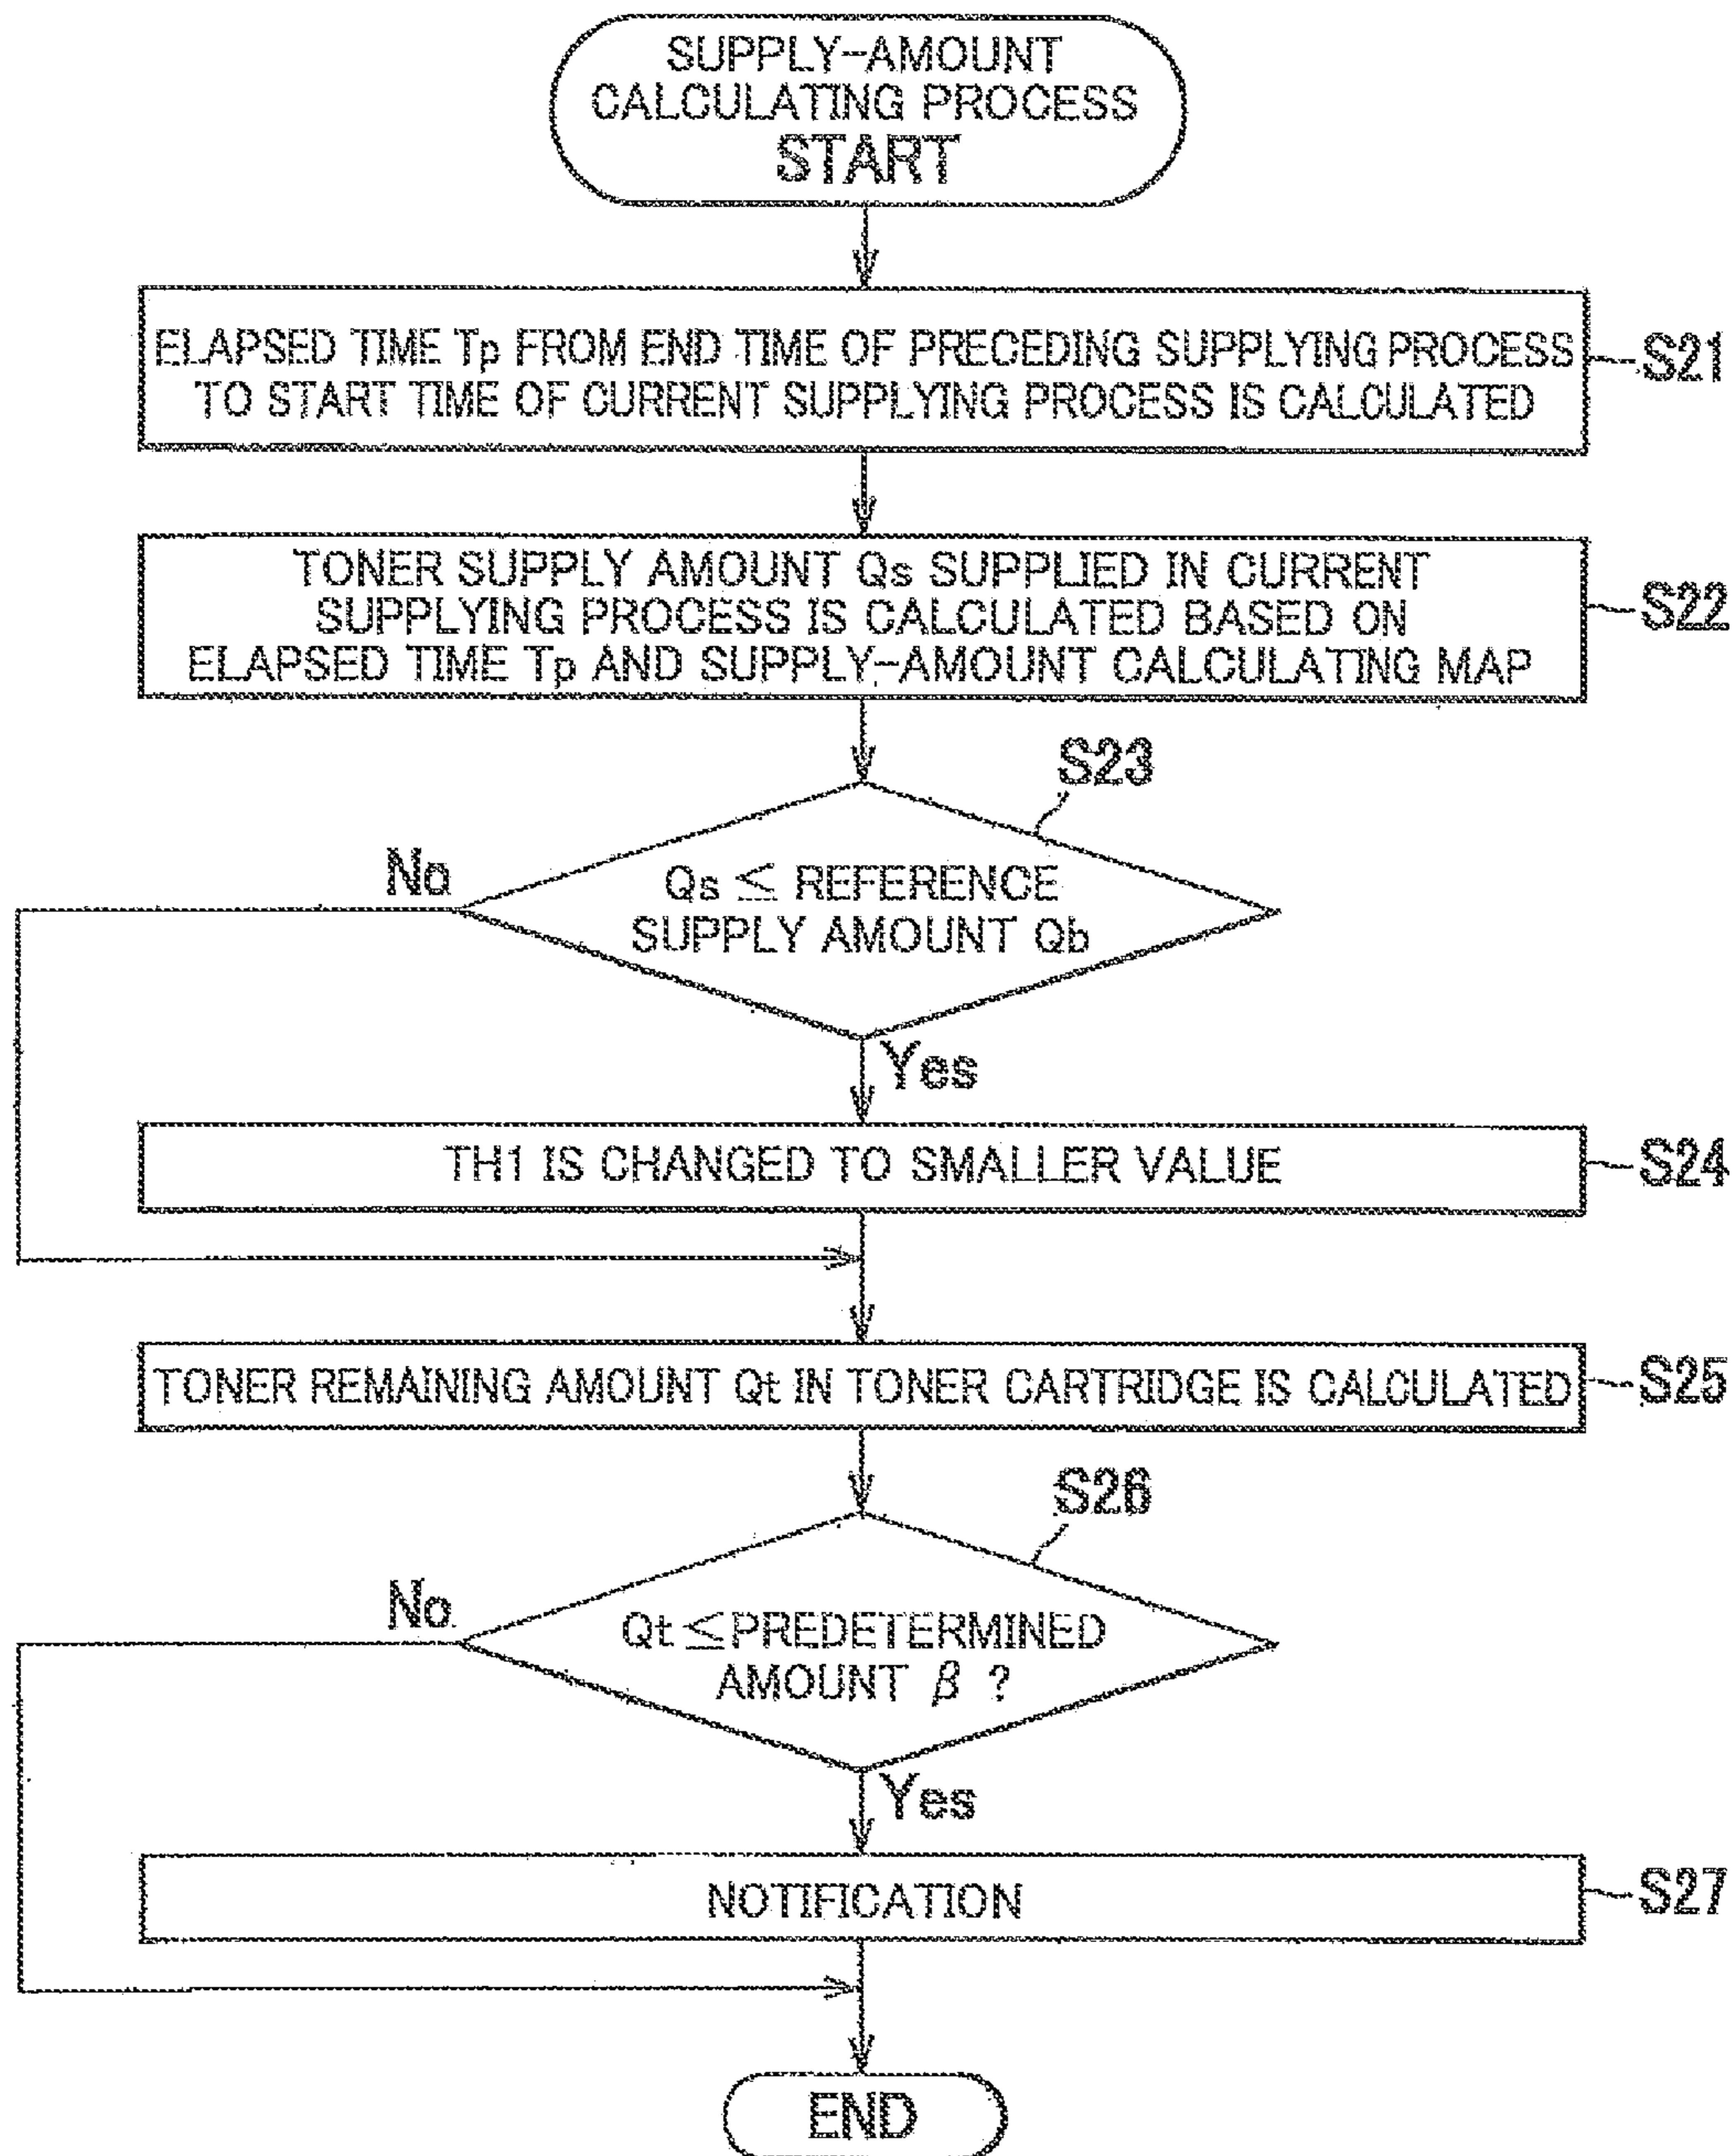 SUPPLY-AMOUNT
CALCULATING PROCESS
START
ELAPSED TIME Tp FROM END TIME OF PRECEDING SUPPLYING PROCESS
TO START TIME OF CURRENT SUPPLYING PROCESS IS CALCULATED
S21
TONER SUPPLY AMOUNT Qs SUPPLIED IN CURRENT
SUPPLYING PROCESS IS CALCULATED BASED ON
ELAPSED TIME Tp AND SUPPLY-AMOUNT CALCULATING MAP
S22
S23
No
Qs ≤ REFERENCE
SUPPLY AMOUNT Qb
Yes
TH1 IS CHANGED TO SMALLER VALUE
S24
TONER REMAINING AMOUNT Qt IN TONER CARTRIDGE IS CALCULATED
S25
S26
No
Qt ≤PREDETERMINED
AMOUNT β ?
Yes
NOTIFICATION
S27
END